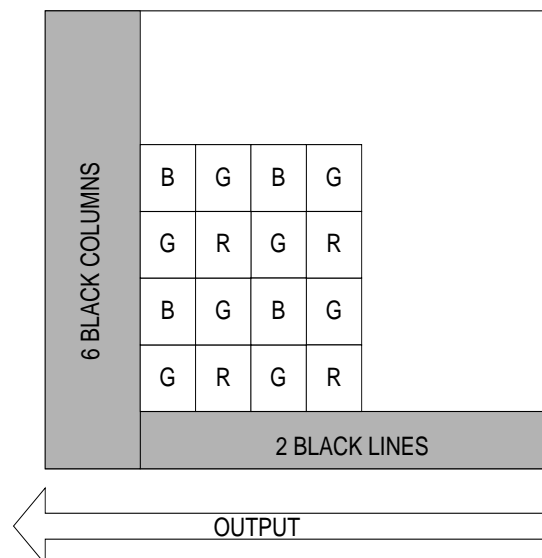 6 BLACK COLUMNS
B G B G
G R G R
B G B G
G R G R
2 BLACK LINES
OUTPUT